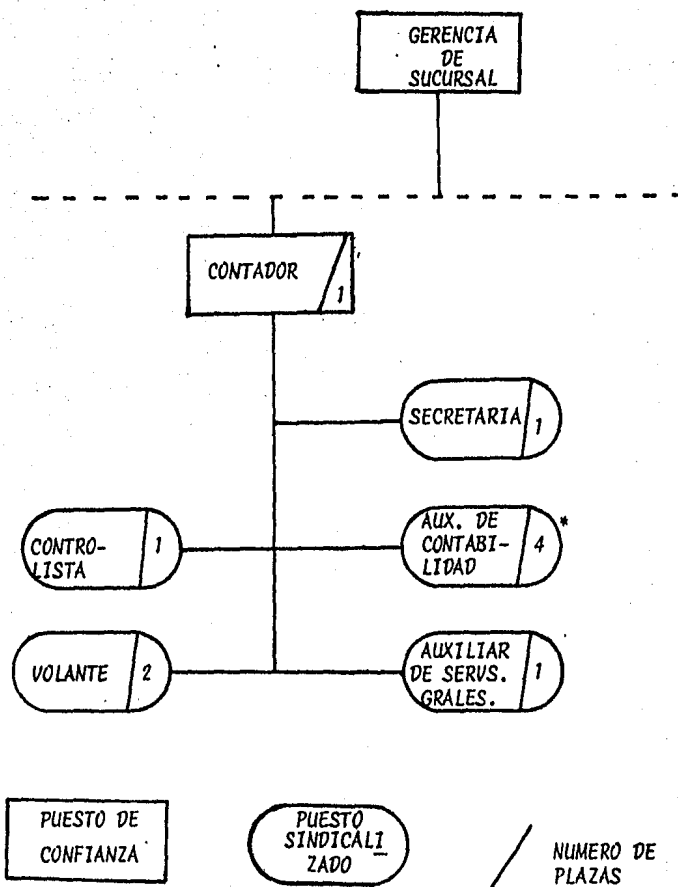 GERENCIA
DE
SUCURSAL
CONTADOR
1
SECRETARIA
1
CONTRO-
LISTA
1
AUX. DE
CONTABI-
LIDAD
4
*
VOLANTE
2
AUXILIAR
DE SERVS.
GRALES.
1
PUESTO DE
CONFIANZA
PUESTO
SINDICALI
ZADO
NUMERO DE
PLAZAS